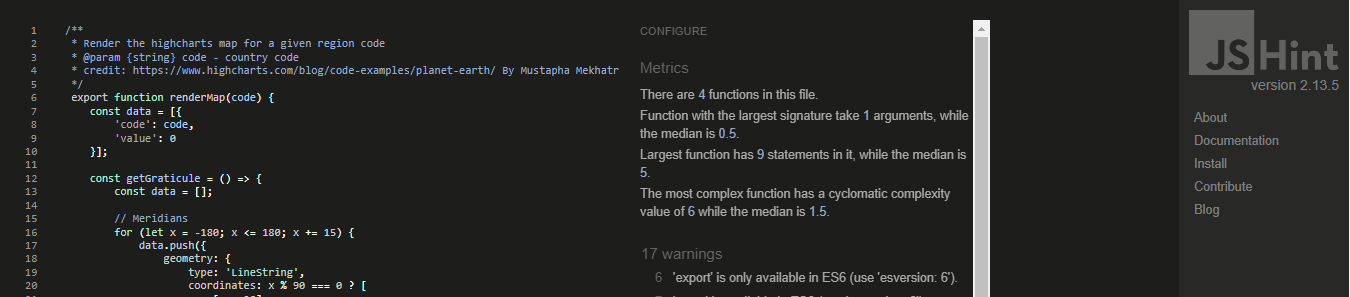 1 /**
2 * Render the highcharts map for a given region code
3 * @param {string} code - country code
4 * credit: https://www.highcharts.com/blog/code-examples/planet-earth/ By Mustapha Mekhatr
5 */
6 export function renderMap(code) {
7 const data = [{
8 'code': code,
9 'value': 0
10 }];
11
12 const getGraticule = () => {
13 const data = [];
14
15 // Meridians
16 for (let x = -180; x <= 180; x += 15) {
17 data.push({
18 geometry: {
19 type: 'LineString',
20 coordinates: x % 90 === 0 ? [
CONFIGURE
Metrics
There are 4 functions in this file.
Function with the largest signature take 1 arguments, while
the median is 0.5.
Largest function has 9 statements in it, while the median is
5.
The most complex function has a cyclomatic complexity
value of 6 while the median is 1.5.
17 warnings
6 'export' is only available in ES6 (use 'esversion: 6').
JSHint
version 2.13.5
About
Documentation
Install
Contribute
Blog